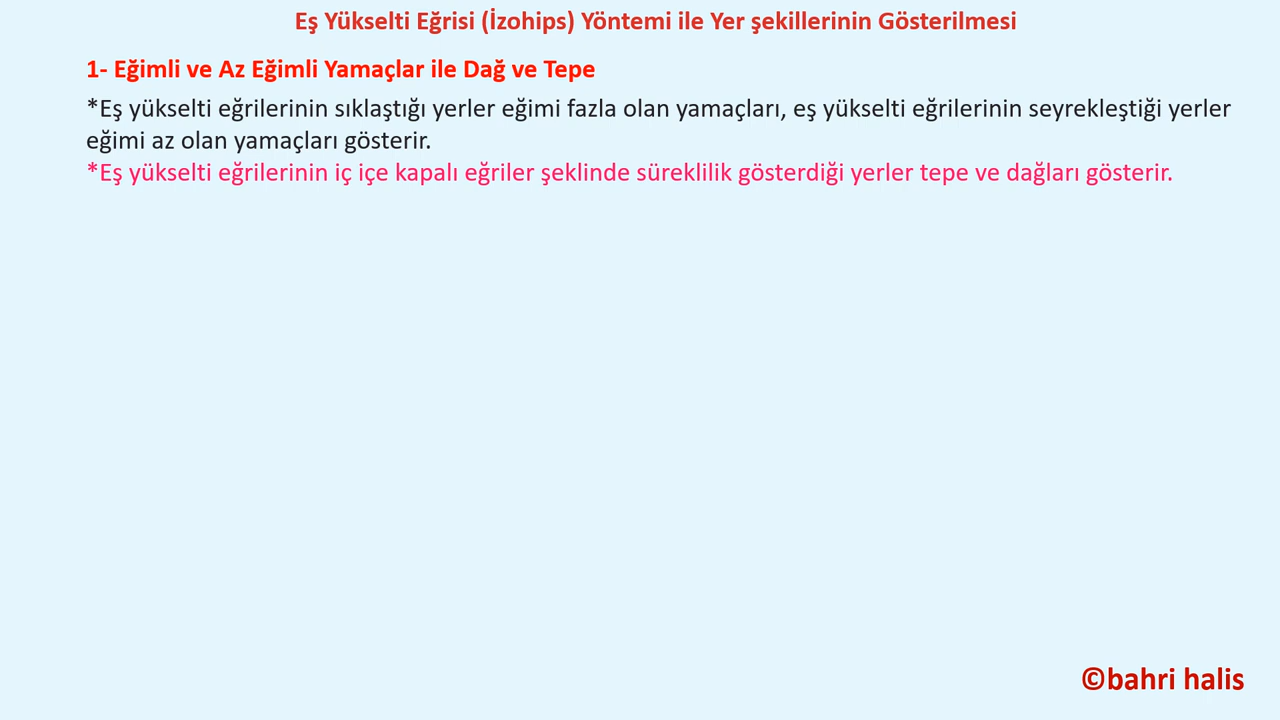 Eş Yükselti Eğrisi (İzohips) Yöntemi ile Yer şekillerinin Gösterilmesi
1- Eğimli ve Az Eğimli Yamaçlar ile Dağ ve Tepe
*Eş yükselti eğrilerinin sıklaştığı yerler eğimi fazla olan yamaçları, eş yükselti eğrilerinin seyrekleştiği yerler
eğimi az olan yamaçları gösterir.
*Eş yükselti eğrilerinin iç içe kapalı eğriler şeklinde süreklilik gösterdiği yerler tepe ve dağları gösterir.
©bahri halis